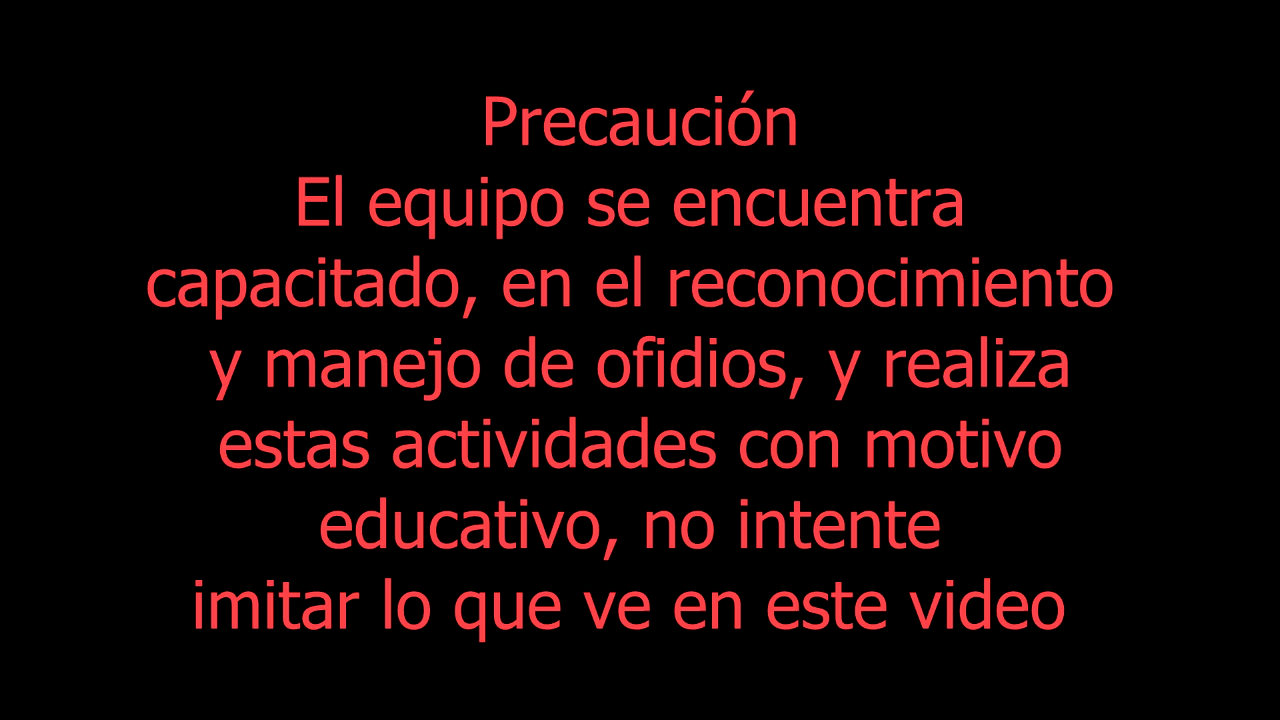 Precaución
El equipo se encuentra
capacitado, en el reconocimiento
y manejo de ofidios, y realiza
estas actividades con motivo
educativo, no intente
imitar lo que ve en este video